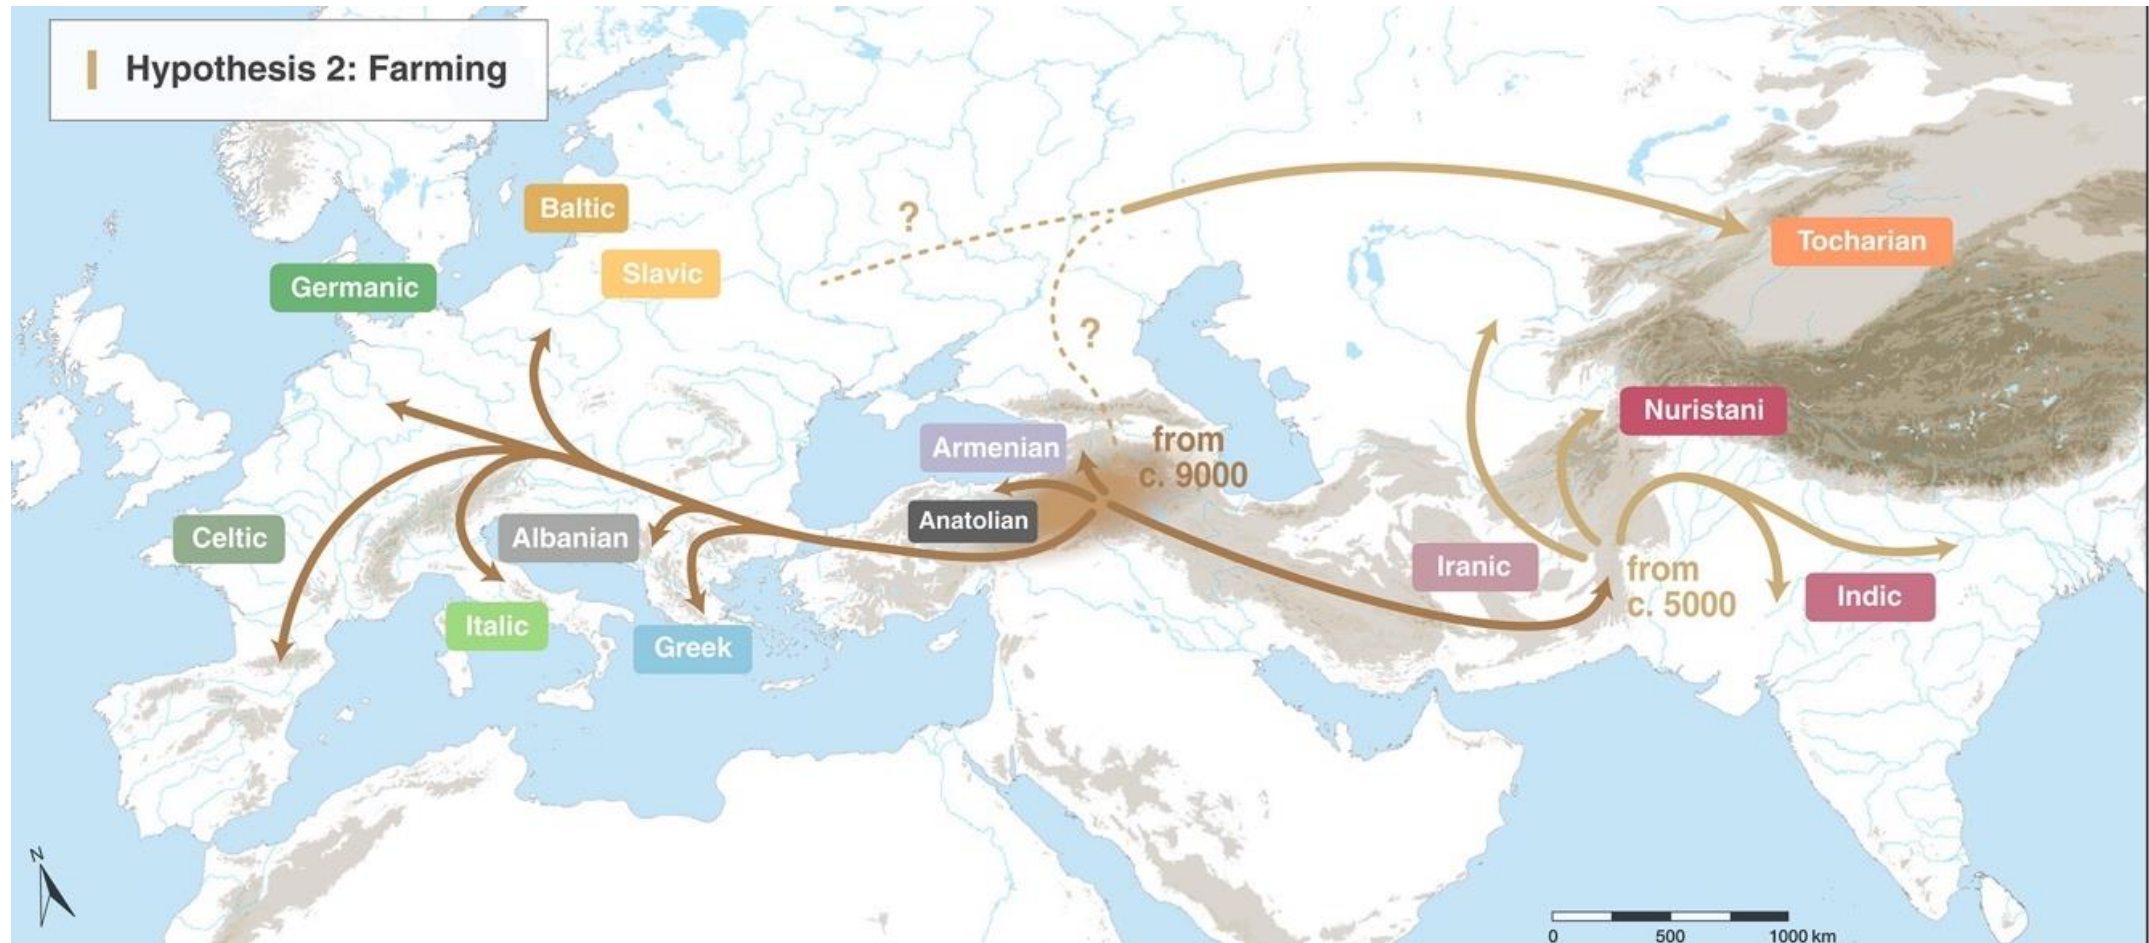 Hypothesis 2: Farming
Baltic
?
Slavic
Tocharian
Germanic
?
Nuristani
Armenian
from
c. 9000
Anatolian
Celtic
Albanian
Iranic
from
c. 5000
Indic
Italic
Greek
N
0 500 1000 km